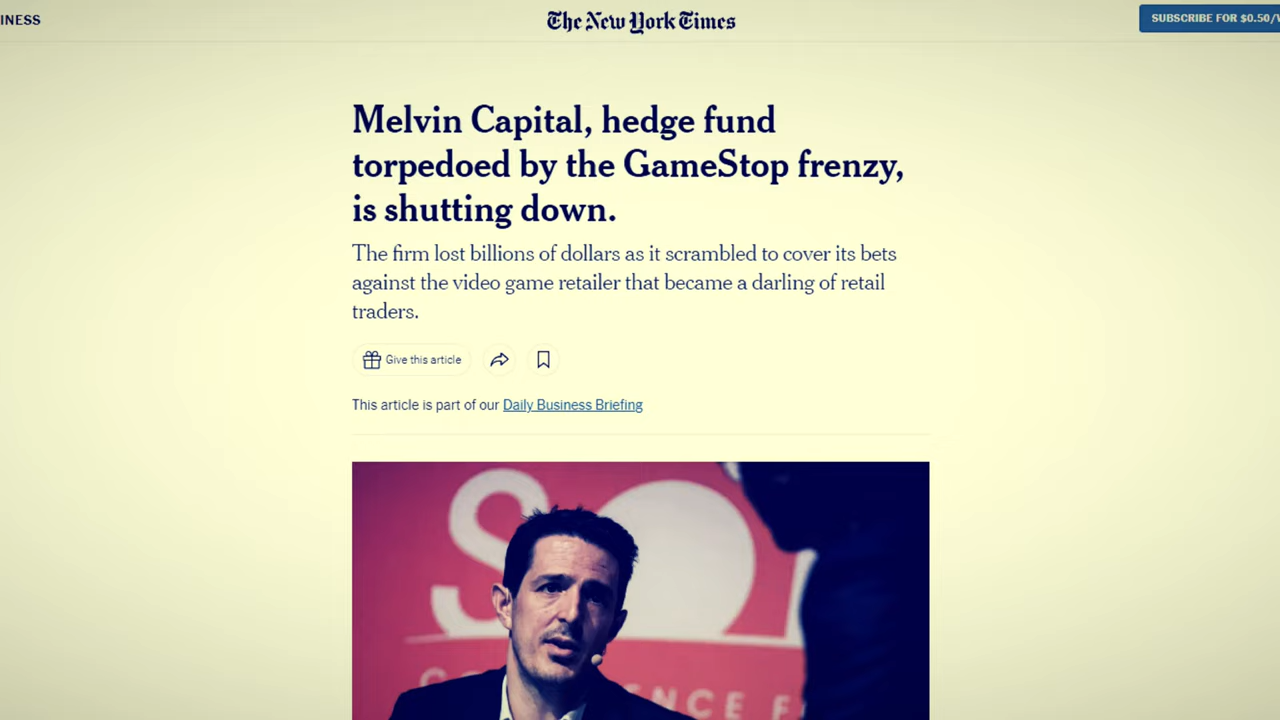 INESS
The New York Times
SUBSCRIBE FOR $0.50/
Melvin Capital, hedge fund
torpedoed by the GameStop frenzy,
is shutting down.
The firm lost billions of dollars as it scrambled to cover its bets
against the video game retailer that became a darling of retail
traders.
Give this article
This article is part of our Daily Business Briefing